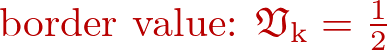 border value: 𝔙ₖ = 1/2